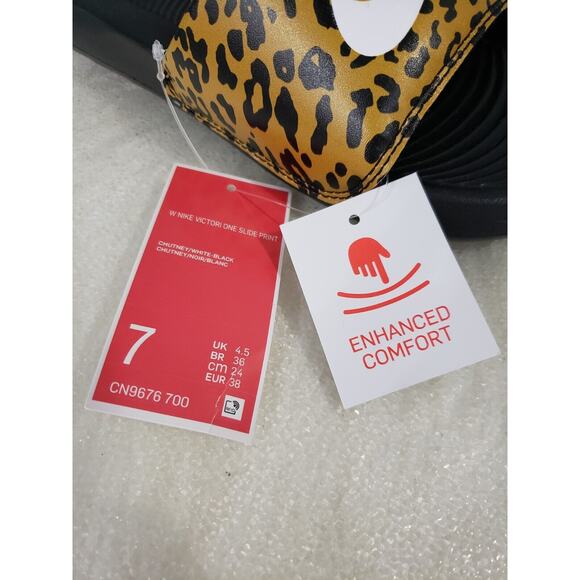 W NIKE VICTORI ONE SLIDE PRINT
CHUTNEY/WHITE-BLACK
CHUTNEY/NOIR/BLANC
7
UK 4.5
BR 36
CM 24
EUR 38
CN9676 700
RFID
ENHANCED
COMFORT